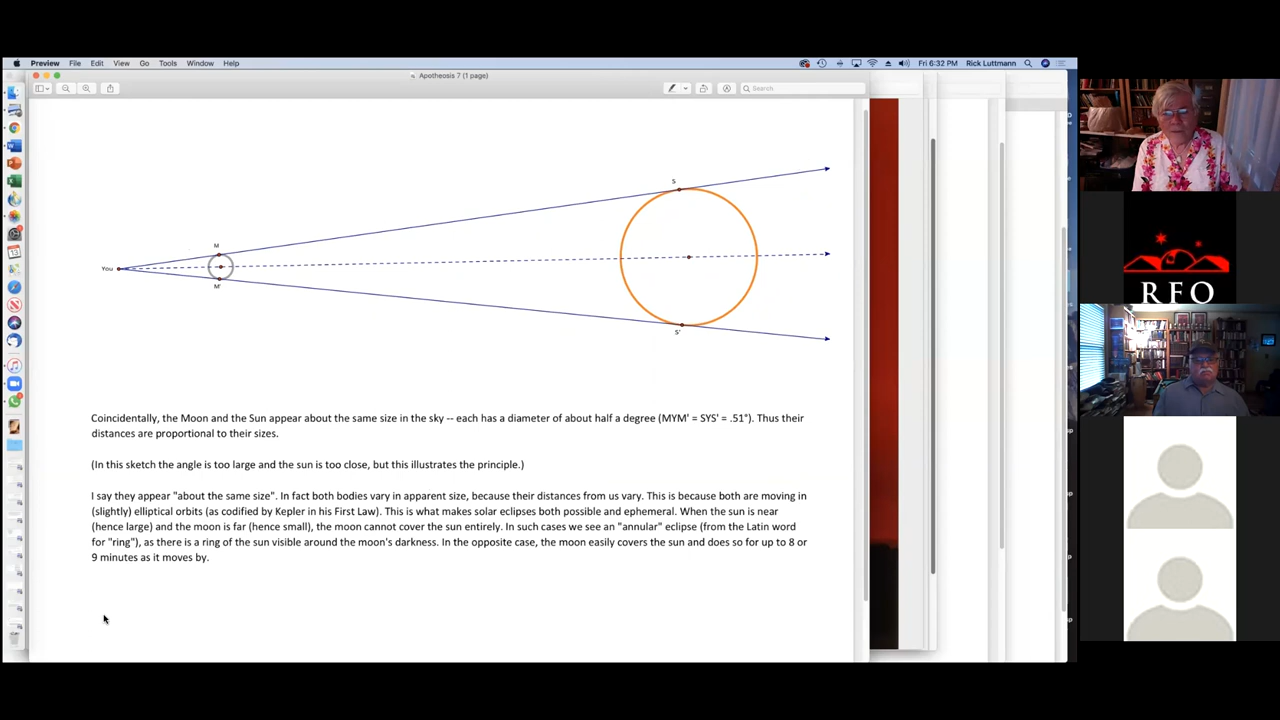 Preview File Edit View Go Tools Window Help
Fri 6:32 PM Rick Luttmann
Apotheosis 7 (1 page)
Search
S
M
You
M'
S'
Coincidentally, the Moon and the Sun appear about the same size in the sky -- each has a diameter of about half a degree (MYM' = SYS' = .51°). Thus their
distances are proportional to their sizes.
(In this sketch the angle is too large and the sun is too close, but this illustrates the principle.)
I say they appear "about the same size". In fact both bodies vary in apparent size, because their distances from us vary. This is because both are moving in
(slightly) elliptical orbits (as codified by Kepler in his First Law). This is what makes solar eclipses both possible and ephemeral. When the sun is near
(hence large) and the moon is far (hence small), the moon cannot cover the sun entirely. In such cases we see an "annular" eclipse (from the Latin word
for "ring"), as there is a ring of the sun visible around the moon's darkness. In the opposite case, the moon easily covers the sun and does so for up to 8 or
9 minutes as it moves by.
RFO